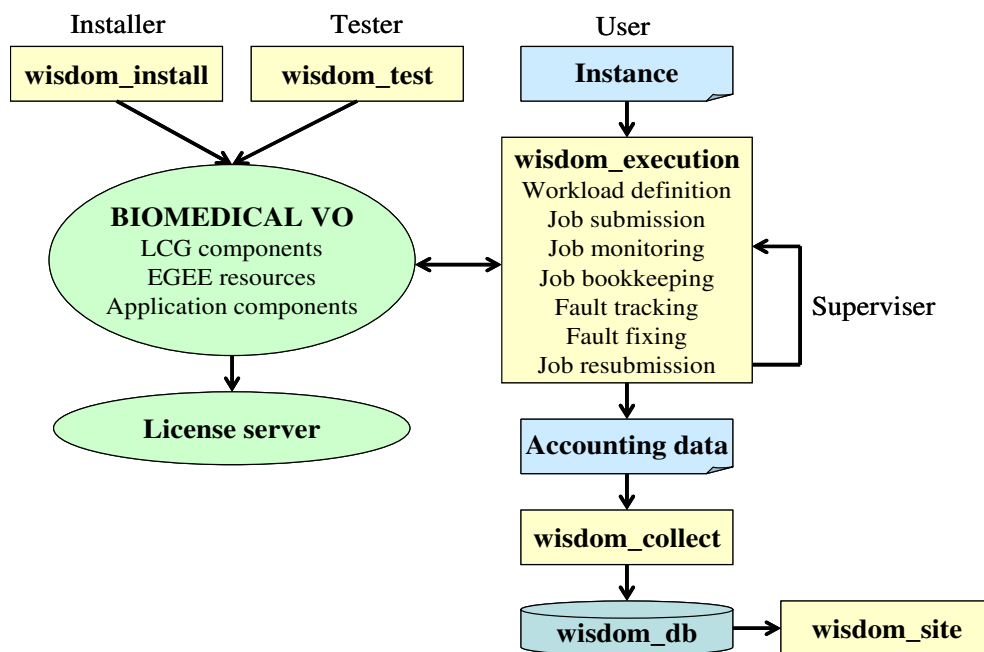 Installer
Tester
User
wisdom_install
wisdom_test
Instance
wisdom_execution
Workload definition
Job submission
Job monitoring
Job bookkeeping
Fault tracking
Fault fixing
Job resubmission
BIOMEDICAL VO
LCG components
EGEE resources
Application components
Superviser
License server
Accounting data
wisdom_collect
wisdom_db
wisdom_site